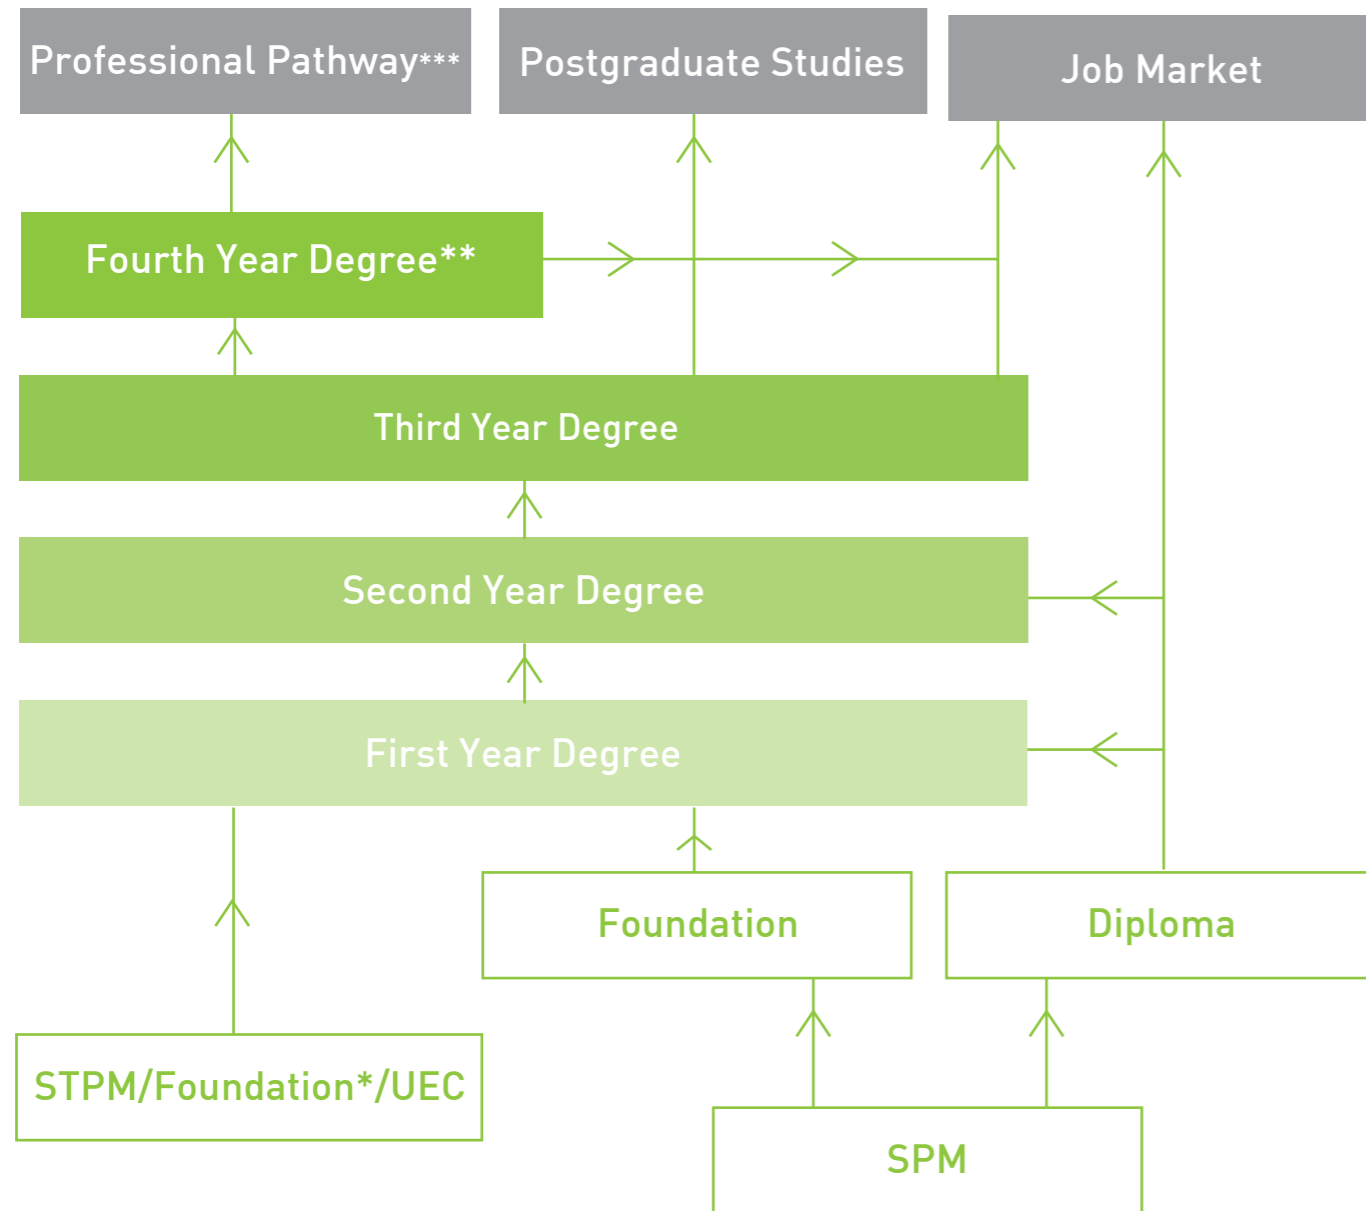 Professional Pathway***
Postgraduate Studies
Job Market
Fourth Year Degree**
Third Year Degree
Second Year Degree
First Year Degree
Foundation
Diploma
STPM/Foundation*/UEC
SPM